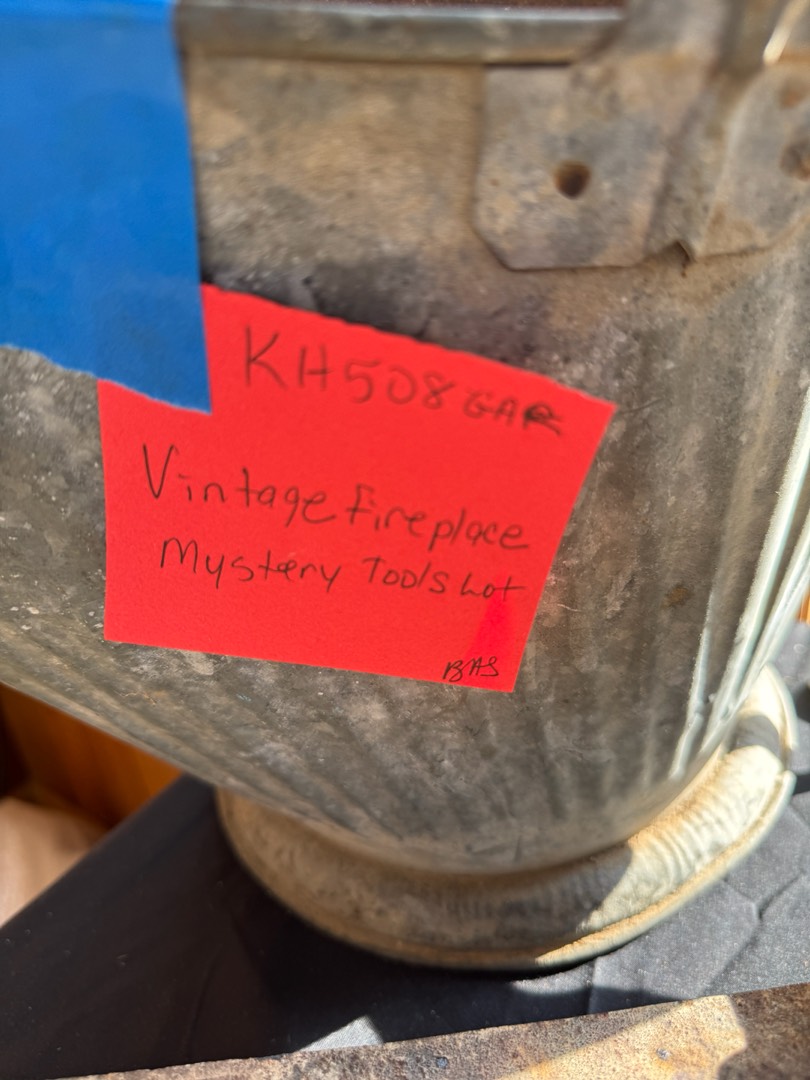 KH508GAR
Vintage fireplace
Mystery Tools Lot
BAS